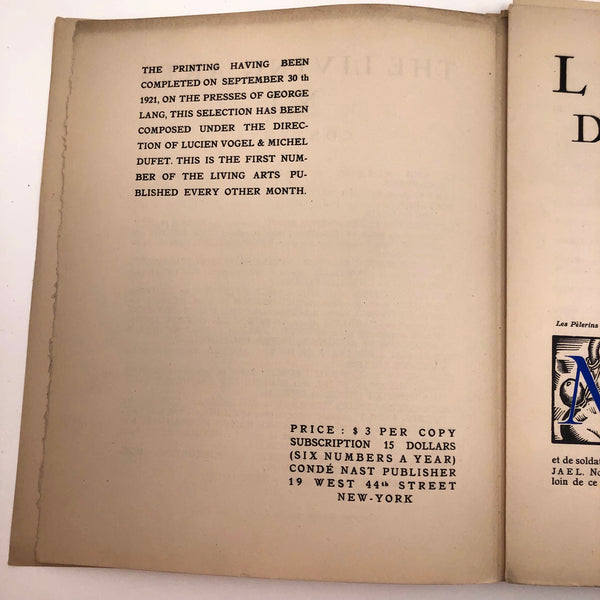 THE PRINTING HAVING BEEN
COMPLETED ON SEPTEMBER 30 th
1921, ON THE PRESSES OF GEORGE
LANG, THIS SELECTION HAS BEEN
COMPOSED UNDER THE DIREC-
TION OF LUCIEN VOGEL & MICHEL
DUFET. THIS IS THE FIRST NUM-
BER OF THE LIVING ARTS PU-
BLISHED EVERY OTHER MONTH.
PRICE : $ 3 PER COPY
SUBSCRIPTION 15 DOLLARS
(SIX NUMBERS A YEAR)
CONDÉ NAST PUBLISHER
19 WEST 44th STREET
NEW-YORK
L
D
Les Pèlerins
et de soldat
JAEL. No
loin de ce